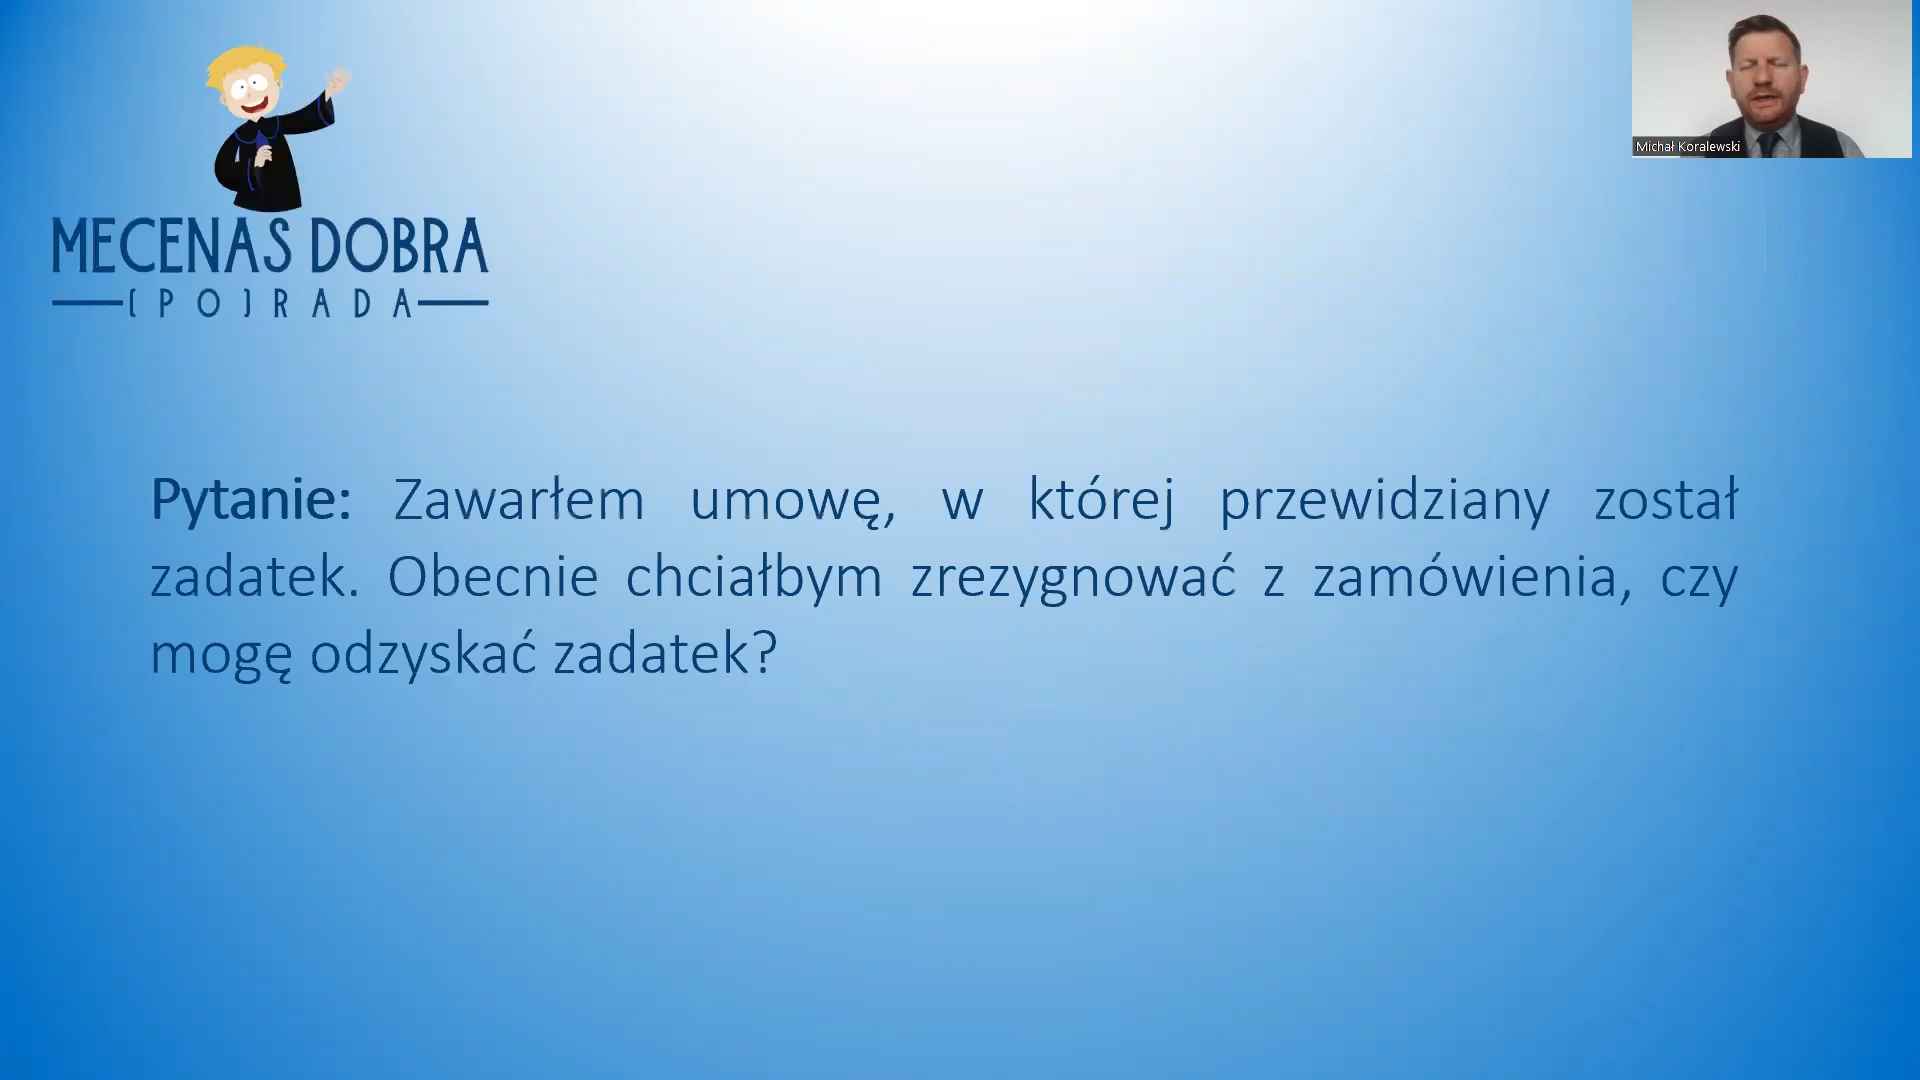 Michał Koralewski
MECENAS DOBRA
(PO)RADA
Pytanie: Zawarłem umowę, w której przewidziany został
zadatek. Obecnie chciałbym zrezygnować z zamówienia, czy
mogę odzyskać zadatek?